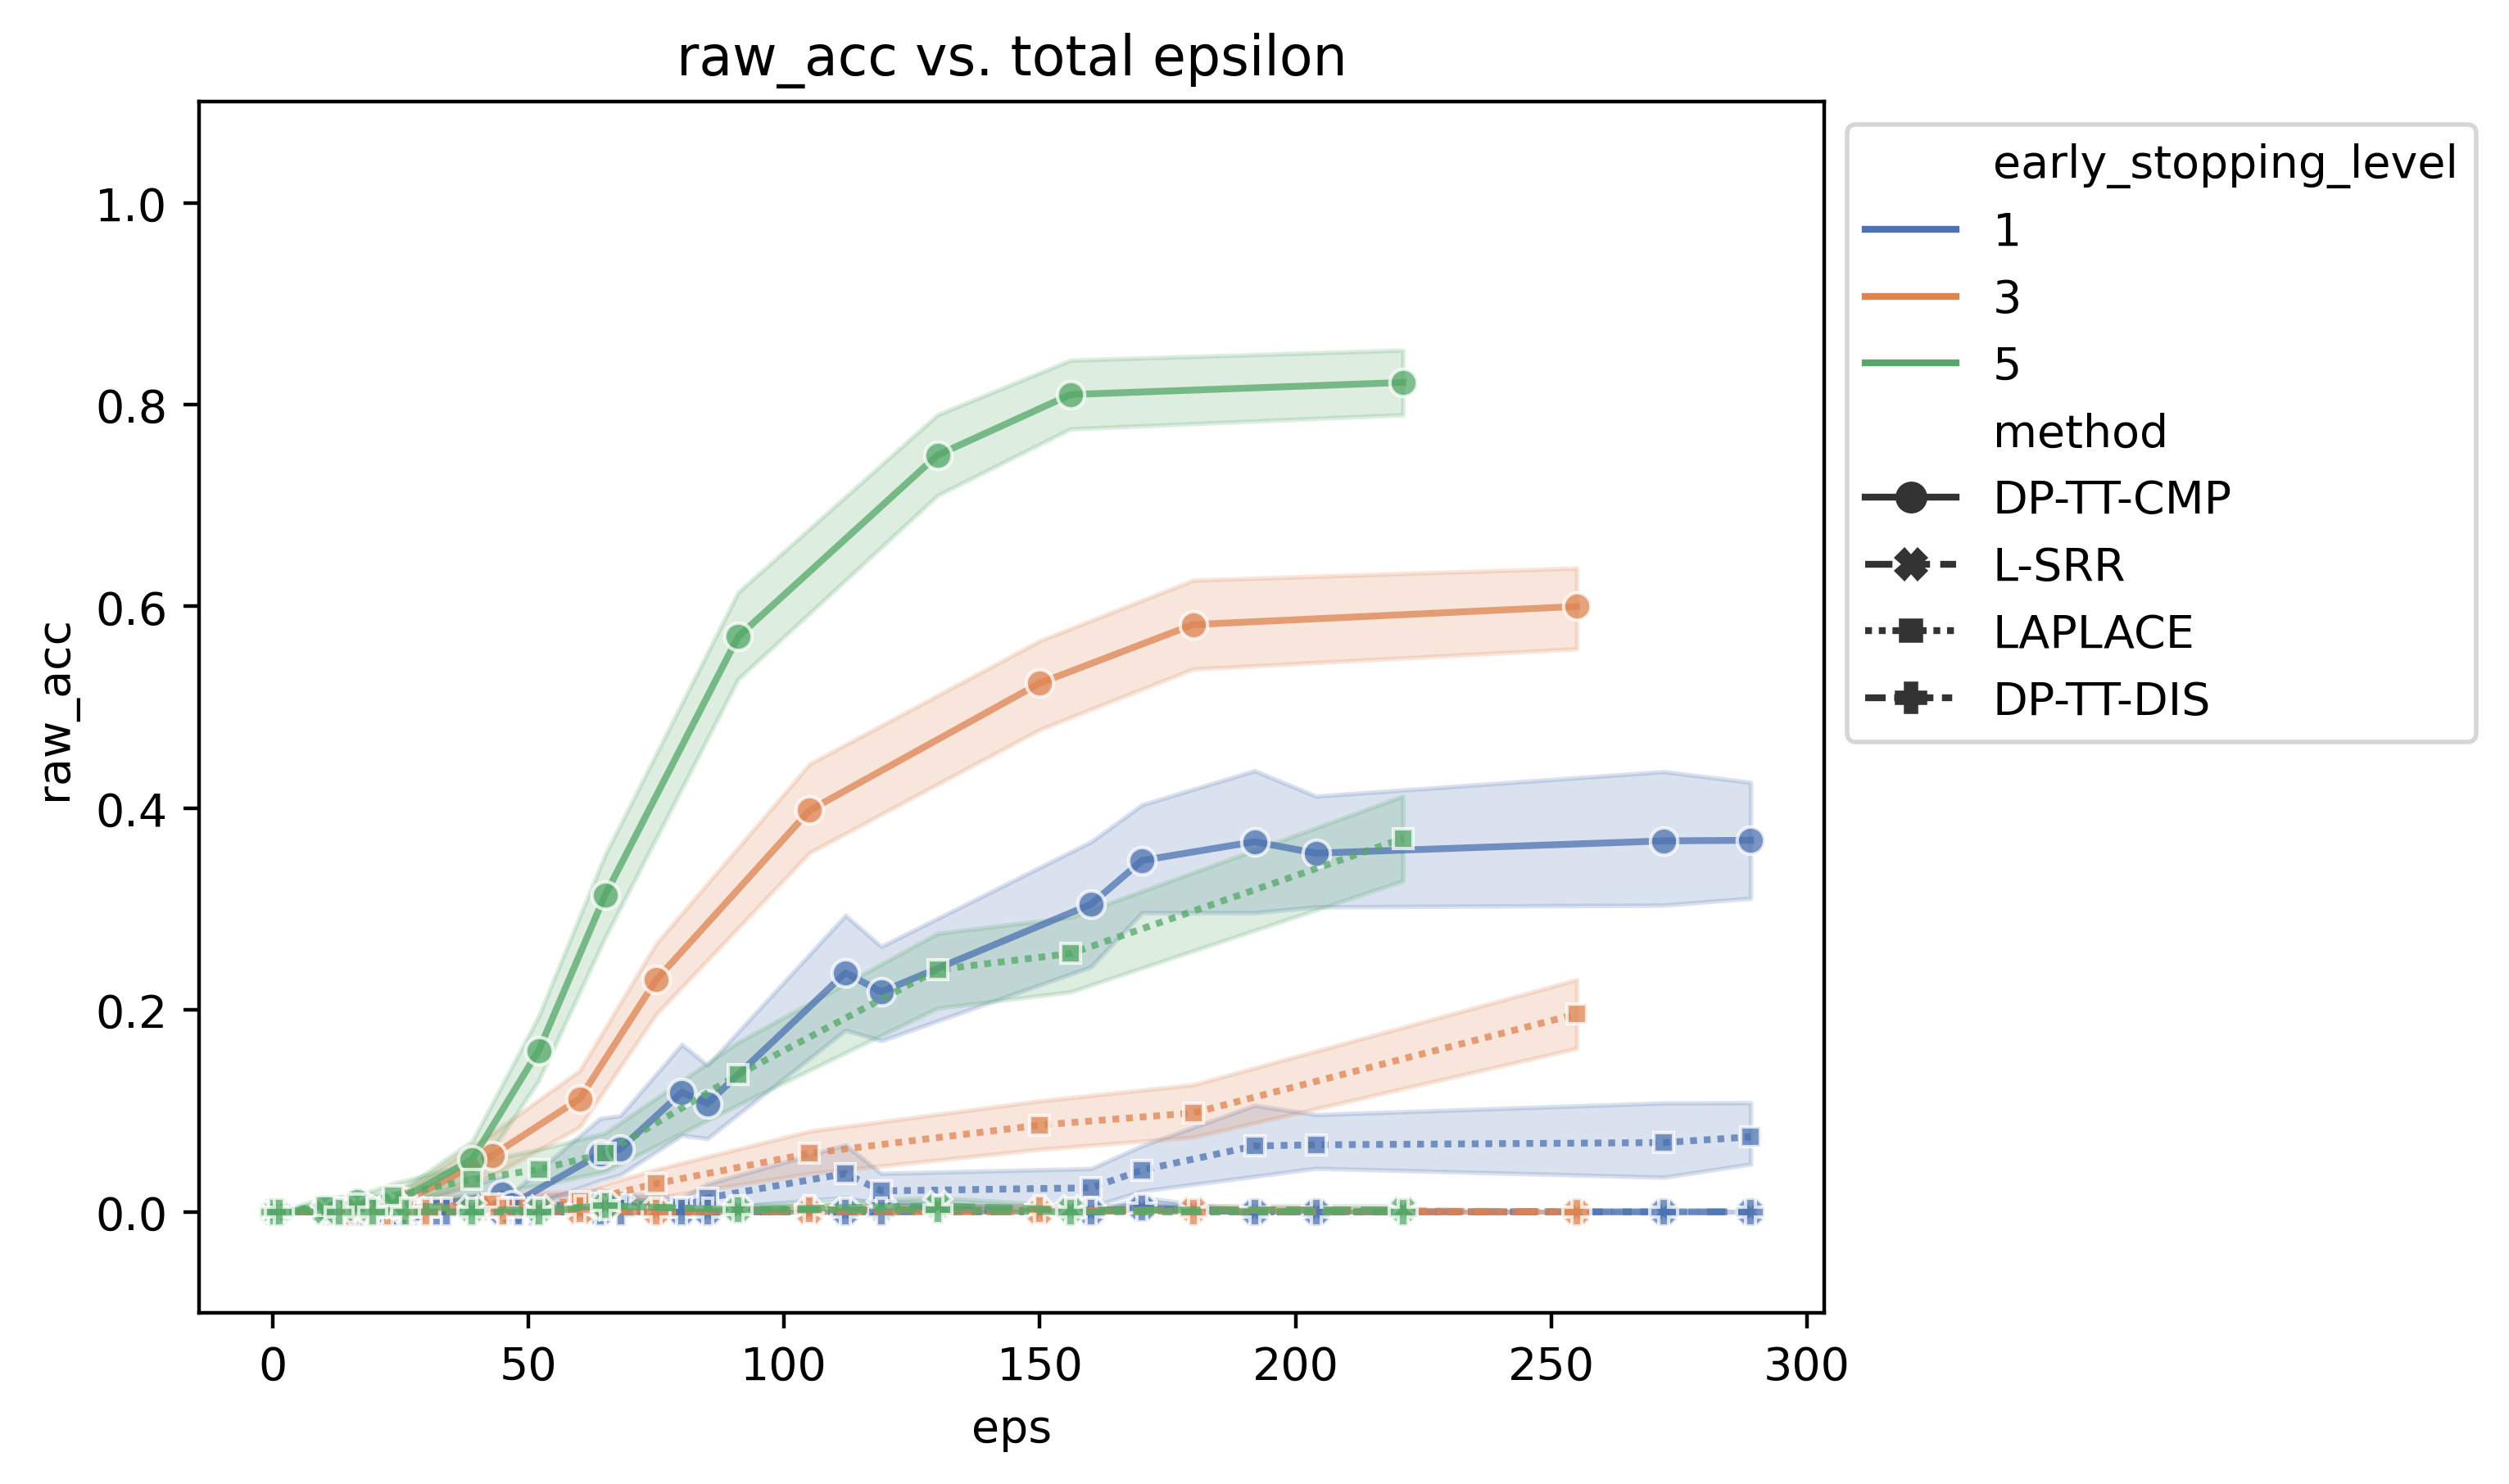 raw_acc vs. total epsilon
raw_acc
1.0
0.8
0.6
0.4
0.2
0.0
0
50
100
150
200
250
300
eps
early_stopping_level
1
3
5
method
DP-TT-CMP
L-SRR
LAPLACE
DP-TT-DIS